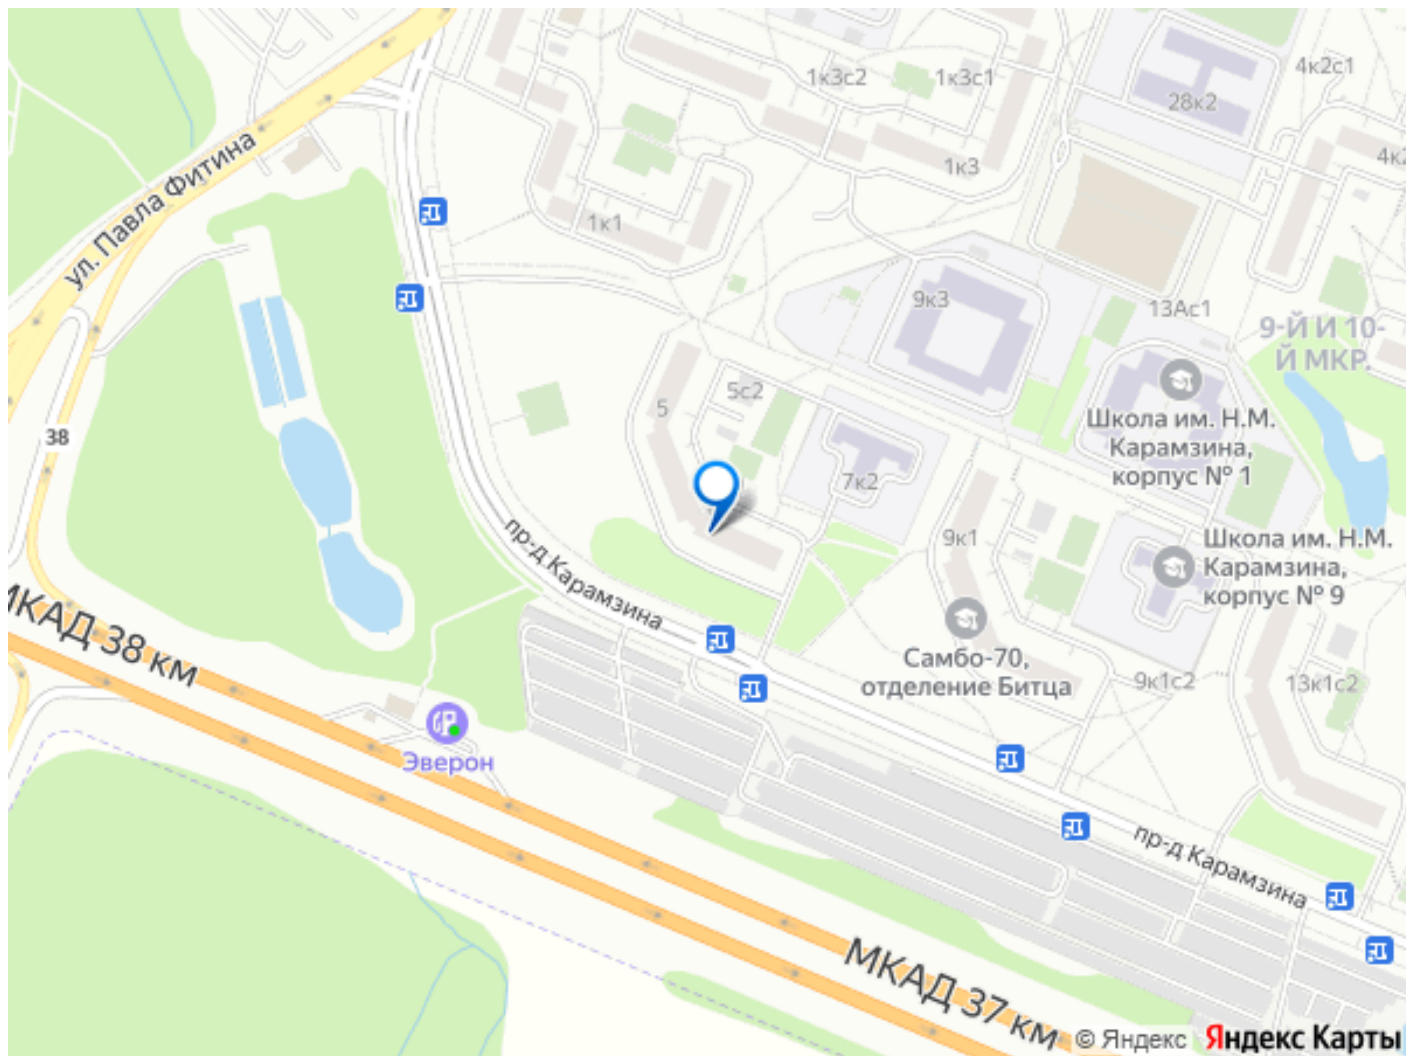 1к3с2
1к3с1
4к2с1
28к2
ул. Павла Фитина
1к3
1к1
9к3
13Ас1
9-Й И 10-
Й МКР.
5с2
5
38
Школа им. Н.М.
Карамзина,
корпус № 1
7к2
пр-д Карамзина
9к1
Школа им. Н.М.
Карамзина,
корпус № 9
МКАД 38 км
Самбо-70,
отделение Битца
9к1с2
13к1с2
Эверон
пр-д Карамзина
МКАД 37 км
© Яндекс Яндекс Карты